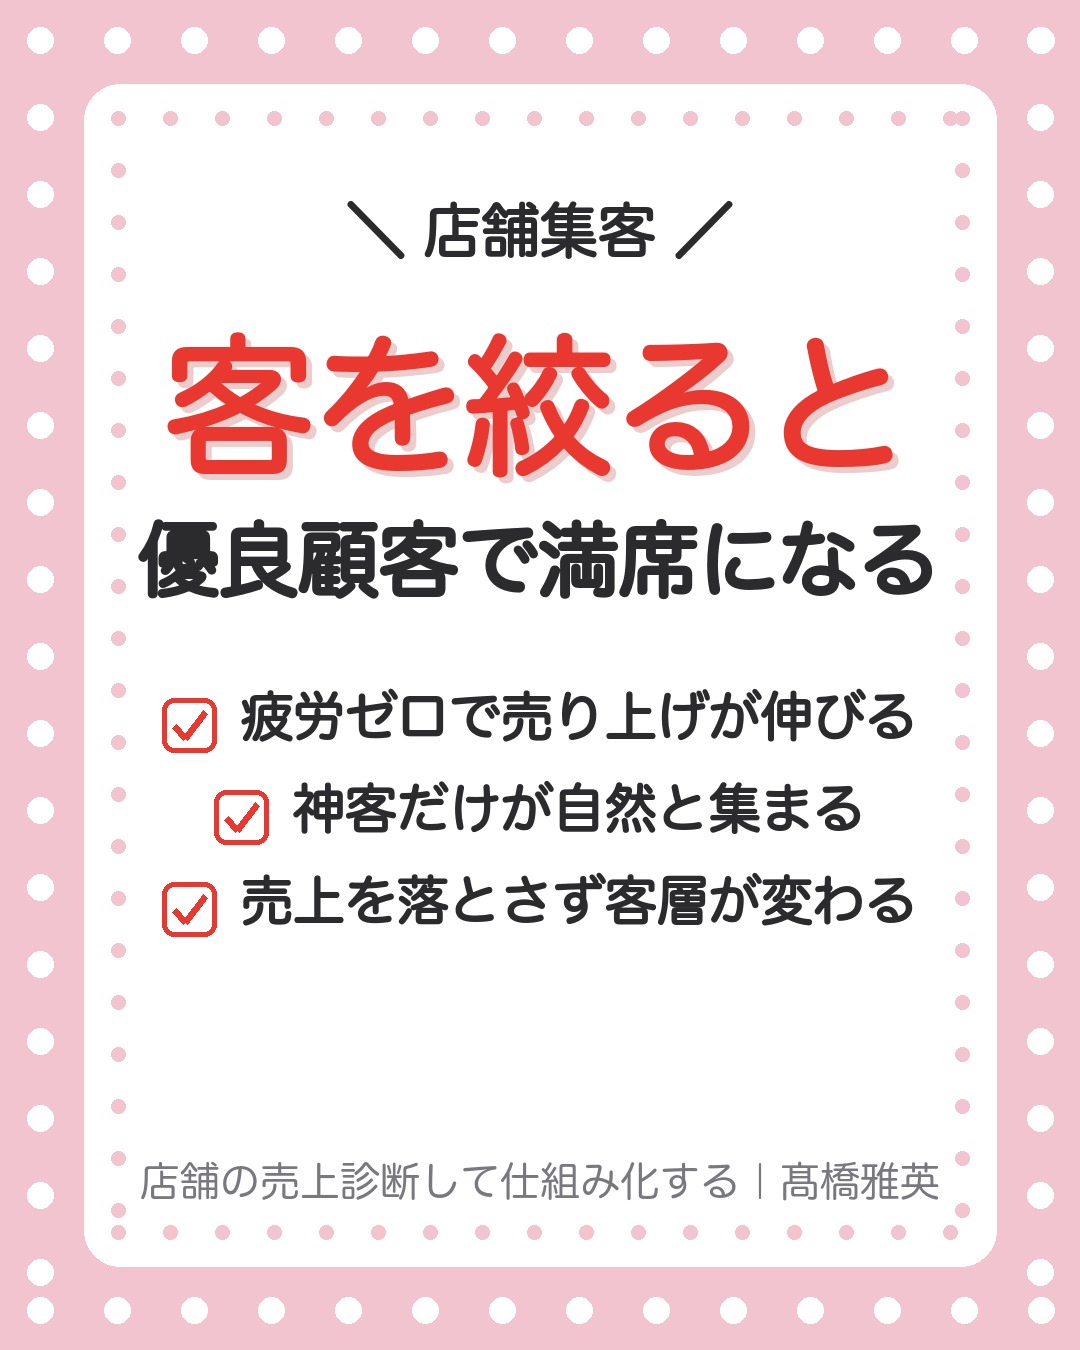 ＼ 店舗集客 ／
客を絞ると
優良顧客で満席になる
疲労ゼロで売り上げが伸びる
神客だけが自然と集まる
売上を落とさず客層が変わる
店舗の売上診断して仕組み化する｜髙橋雅英